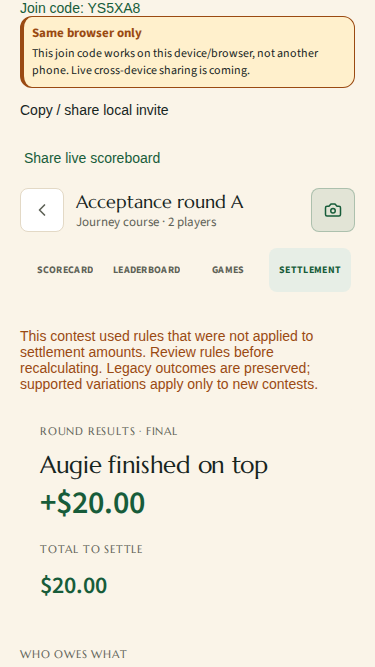 Join code: YS5XA8
Same browser only
This join code works on this device/browser, not another
phone. Live cross-device sharing is coming.
Copy / share local invite
Share live scoreboard
Acceptance round A
Journey course · 2 players
SCORECARD LEADERBOARD GAMES SETTLEMENT
This contest used rules that were not applied to
settlement amounts. Review rules before
recalculating. Legacy outcomes are preserved;
supported variations apply only to new contests.
ROUND RESULTS · FINAL
Augie finished on top
+$20.00
TOTAL TO SETTLE
$20.00
WHO OWES WHAT